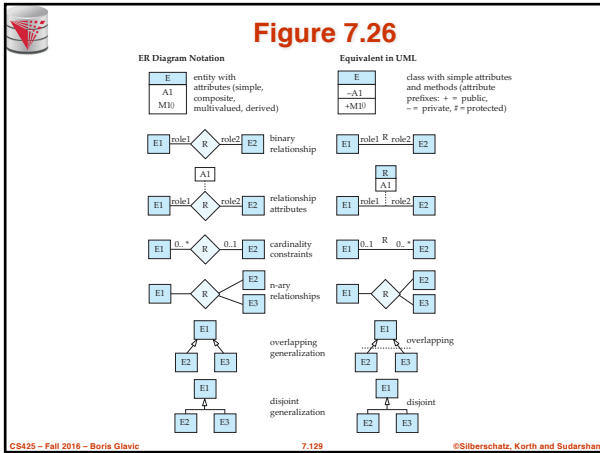 Figure 7.26
ER Diagram Notation
Equivalent in UML
E
A1
M1()
entity with
attributes (simple,
composite,
multivalued, derived)
E
–A1
+M1()
class with simple attributes
and methods (attribute
prefixes: + = public,
– = private, # = protected)
E1 role1 R role2 E2
binary
relationship
E1 role1 R role2 E2
A1
E1 role1 R role2 E2
relationship
attributes
R
A1
E1 role1 role2 E2
E1 0.. * R 0..1 E2
cardinality
constraints
E1 0..1 R 0.. * E2
E1 R E2
E3
n-ary
relationships
E1 R E2
E3
E1
E2 E3
overlapping
generalization
E1
E2 E3
overlapping
E1
E2 E3
disjoint
generalization
E1
E2 E3
disjoint
CS425 – Fall 2016 – Boris Glavic
7.129
©Silberschatz, Korth and Sudarshan